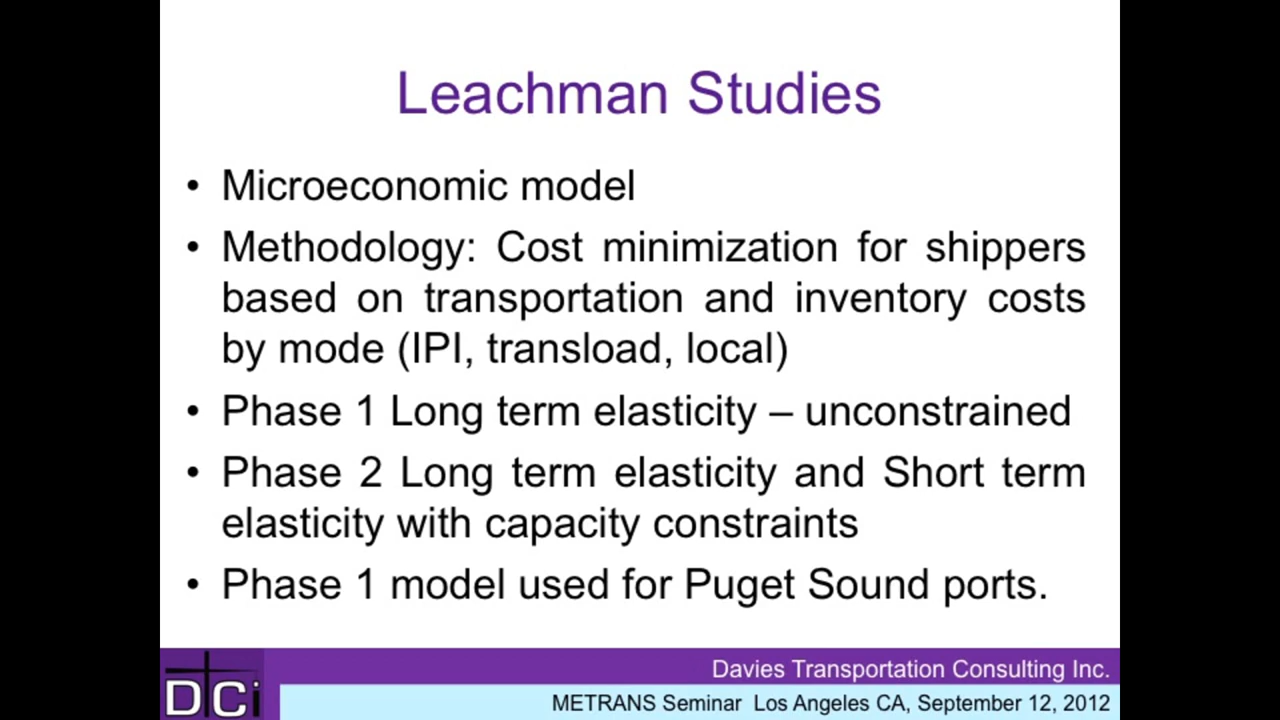 Leachman Studies
• Microeconomic model
• Methodology: Cost minimization for shippers
based on transportation and inventory costs
by mode (IPI, transload, local)
• Phase 1 Long term elasticity – unconstrained
• Phase 2 Long term elasticity and Short term
elasticity with capacity constraints
• Phase 1 model used for Puget Sound ports.
Davies Transportation Consulting Inc.
DTCi
METRANS Seminar Los Angeles CA, September 12, 2012